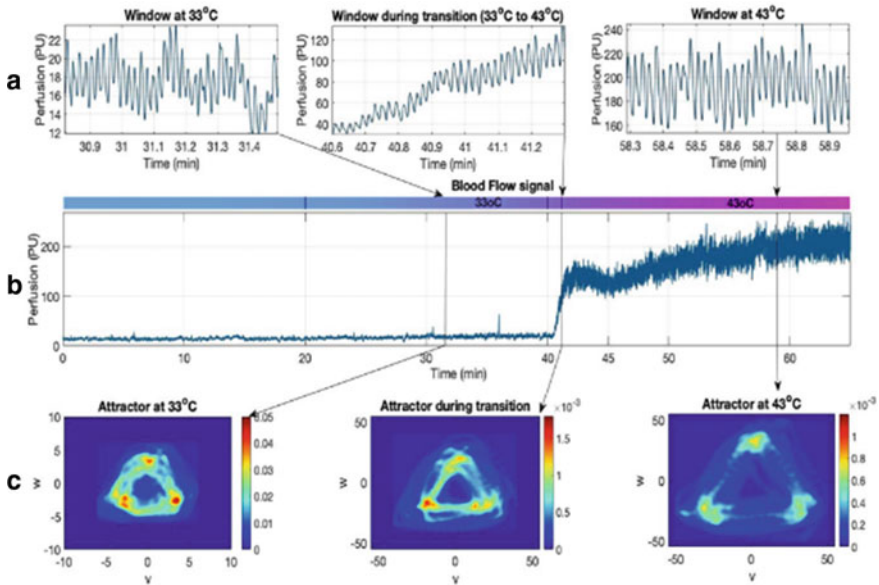 Window at 33°C
Window during transition (33°C to 43°C)
Window at 43°C
a
Perfusion (PU)
22
20
18
16
14
12
30.9 31 31.1 31.2 31.3 31.4
Time (min)
Perfusion (PU)
120
100
80
60
40
40.6 40.7 40.8 40.9 41 41.1 41.2
Time (min)
Perfusion (PU)
240
220
200
180
160
58.3 58.4 58.5 58.6 58.7 58.8 58.9
Time (min)
Blood Flow signal
33oC
43oC
b
Perfusion (PU)
200
100
0
0 10 20 30 40 45 50 60
Time (min)
c
Attractor at 33°C
w
10
5
0
-5
-10
-10 -5 0 5 10
v
0.05
0.04
0.03
0.02
0.01
0
Attractor during transition
w
50
0
-50
-50 0 50
v
×10⁻³
1.5
1
0.5
0
Attractor at 43°C
w
50
0
-50
-50 0 50
v
×10⁻³
1
0.8
0.6
0.4
0.2
0